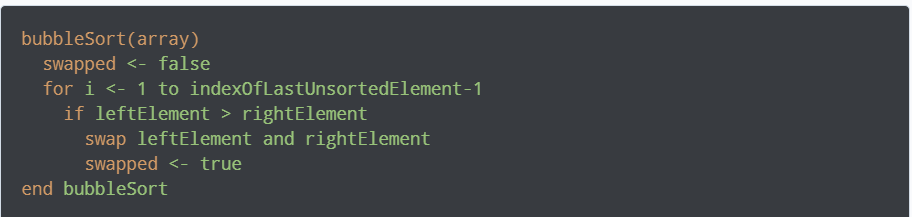 bubbleSort(array)
  swapped <- false
  for i <- 1 to indexOfLastUnsortedElement-1
    if leftElement > rightElement
      swap leftElement and rightElement
      swapped <- true
end bubbleSort